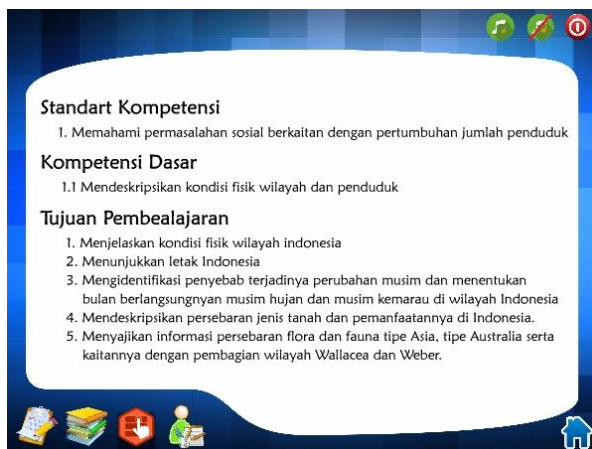 Standart Kompetensi
1. Memahami permasalahan sosial berkaitan dengan pertumbuhan jumlah penduduk
Kompetensi Dasar
1.1 Mendeskripsikan kondisi fisik wilayah dan penduduk
Tujuan Pembealajaran
1. Menjelaskan kondisi fisik wilayah indonesia
2. Menunjukkan letak Indonesia
3. Mengidentifikasi penyebab terjadinya perubahan musim dan menentukan
bulan berlangsungnyan musim hujan dan musim kemarau di wilayah Indonesia
4. Mendeskripsikan persebaran jenis tanah dan pemanfaatannya di Indonesia.
5. Menyajikan informasi persebaran flora dan fauna tipe Asia, tipe Australia serta
kaitannya dengan pembagian wilayah Wallacea dan Weber.